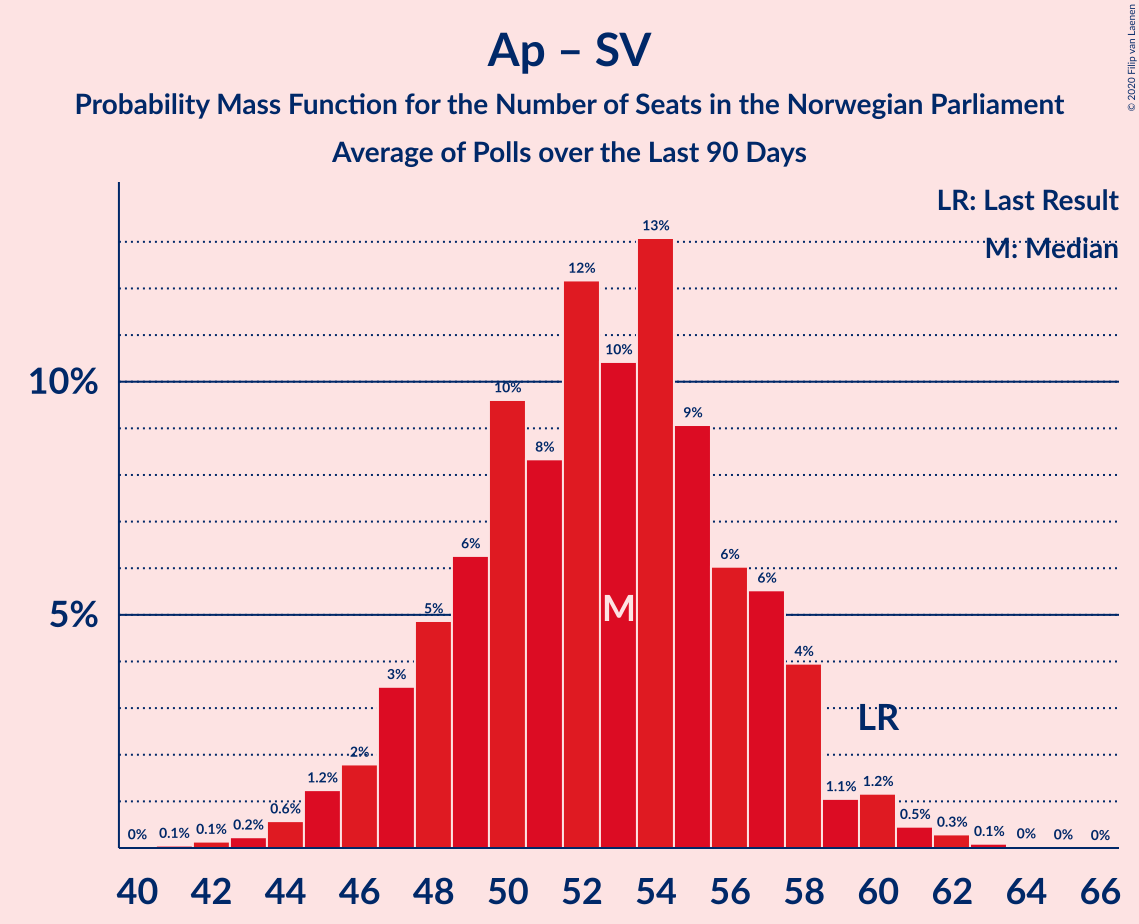 Ap – SV
Probability Mass Function for the Number of Seats in the Norwegian Parliament
Average of Polls over the Last 90 Days
© 2020 Filip van Laenen
LR: Last Result
M: Median
10%
5%
0% 0.1% 0.1% 0.2% 0.6% 1.2% 2% 3% 5% 6% 10% 8% 12% 10% 13% 9% 6% 6% 4% 1.1% 1.2% 0.5% 0.3% 0.1% 0% 0% 0%
M
LR
40 42 44 46 48 50 52 54 56 58 60 62 64 66